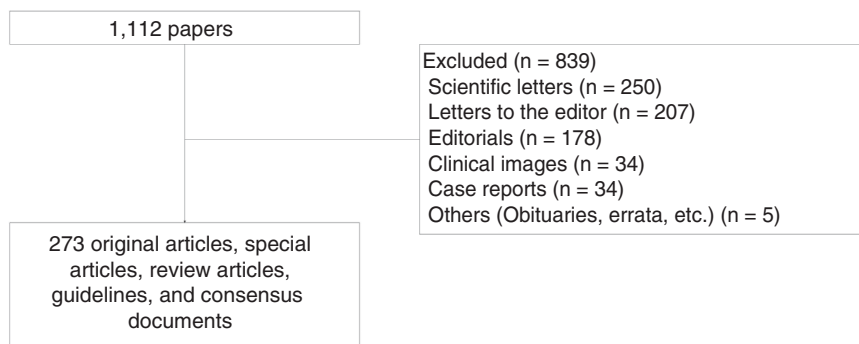 1,112 papers
Excluded (n = 839)
Scientific letters (n = 250)
Letters to the editor (n = 207)
Editorials (n = 178)
Clinical images (n = 34)
Case reports (n = 34)
Others (Obituaries, errata, etc.) (n = 5)
273 original articles, special
articles, review articles,
guidelines, and consensus
documents